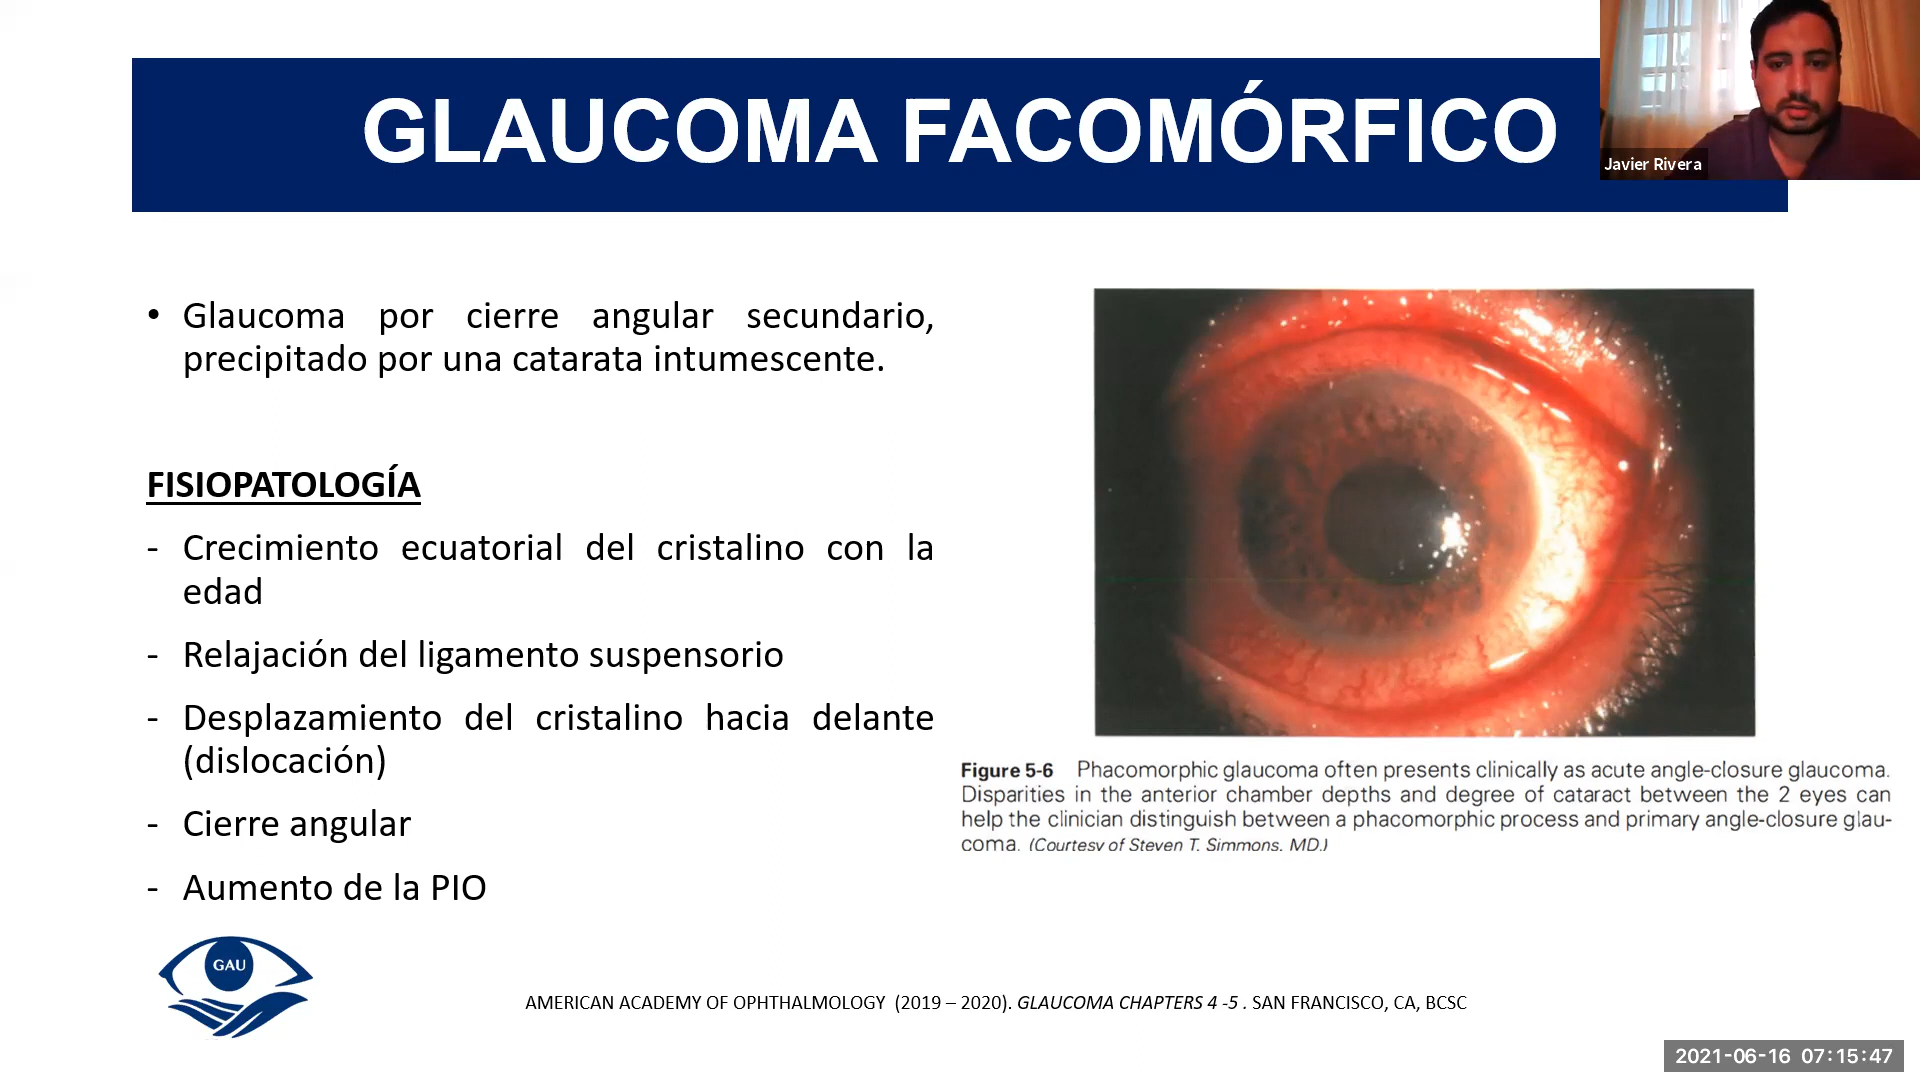 GLAUCOMA FACOMÓRFICO
Javier Rivera
• Glaucoma por cierre angular secundario,
precipitado por una catarata intumescente.
FISIOPATOLOGÍA
- Crecimiento ecuatorial del cristalino con la
edad
- Relajación del ligamento suspensorio
- Desplazamiento del cristalino hacia delante
(dislocación)
- Cierre angular
- Aumento de la PIO
Figure 5-6 Phacomorphic glaucoma often presents clinically as acute angle-closure glaucoma.
Disparities in the anterior chamber depths and degree of cataract between the 2 eyes can
help the clinician distinguish between a phacomorphic process and primary angle-closure glau-
coma. (Courtesy of Steven T. Simmons, MD.)
GAU
AMERICAN ACADEMY OF OPHTHALMOLOGY (2019 – 2020). GLAUCOMA CHAPTERS 4 -5 . SAN FRANCISCO, CA, BCSC
2021-06-16 07:15:47